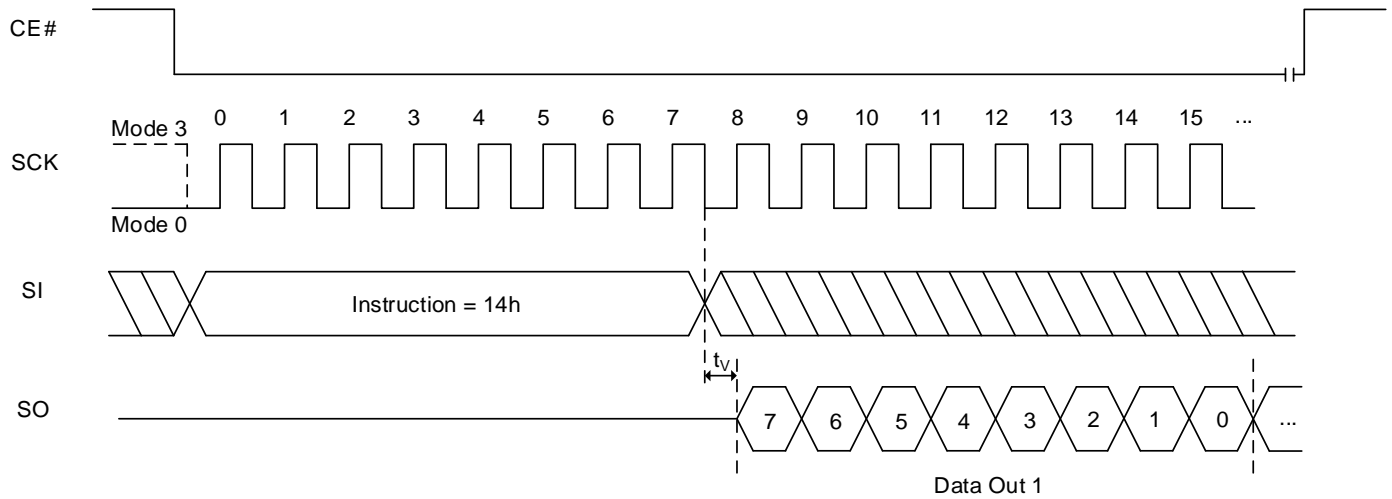 CE#
Mode 3 0 1 2 3 4 5 6 7 8 9 10 11 12 13 14 15 ...
SCK
Mode 0
SI Instruction = 14h
tV
SO 7 6 5 4 3 2 1 0 ...
Data Out 1